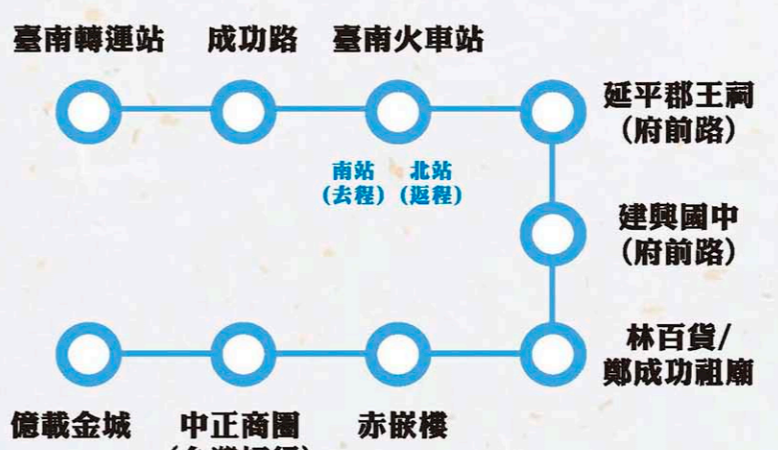 臺南轉運站
成功路
臺南火車站
南站
(去程)
北站
(返程)
延平郡王祠
(府前路)
建興國中
(府前路)
林百貨/
鄭成功祖廟
赤嵌樓
中正商圈
億載金城